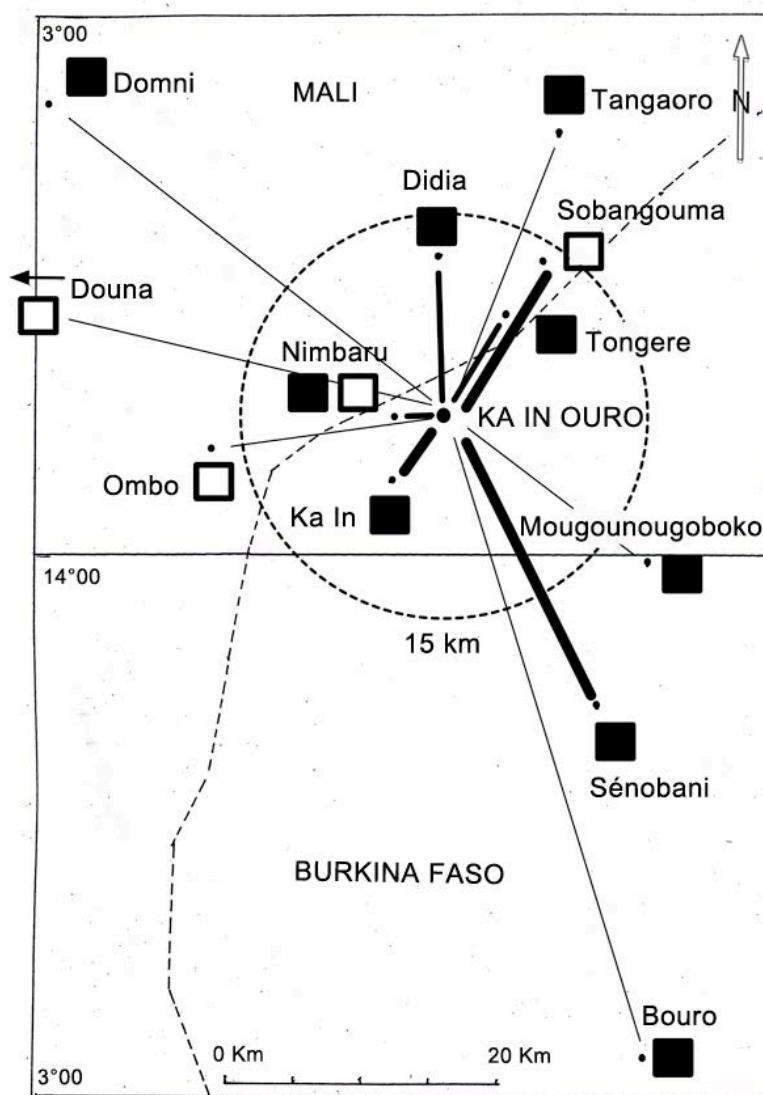 3°00
Domni
MALI
Tangaoro
N
Didia
Sobangouma
Douna
Nimbaru
Tongere
KA IN OURO
Ombo
Ka In
Mougounougoboko
14°00
15 km
Sénobani
BURKINA FASO
Bouro
0 Km
20 Km
3°00